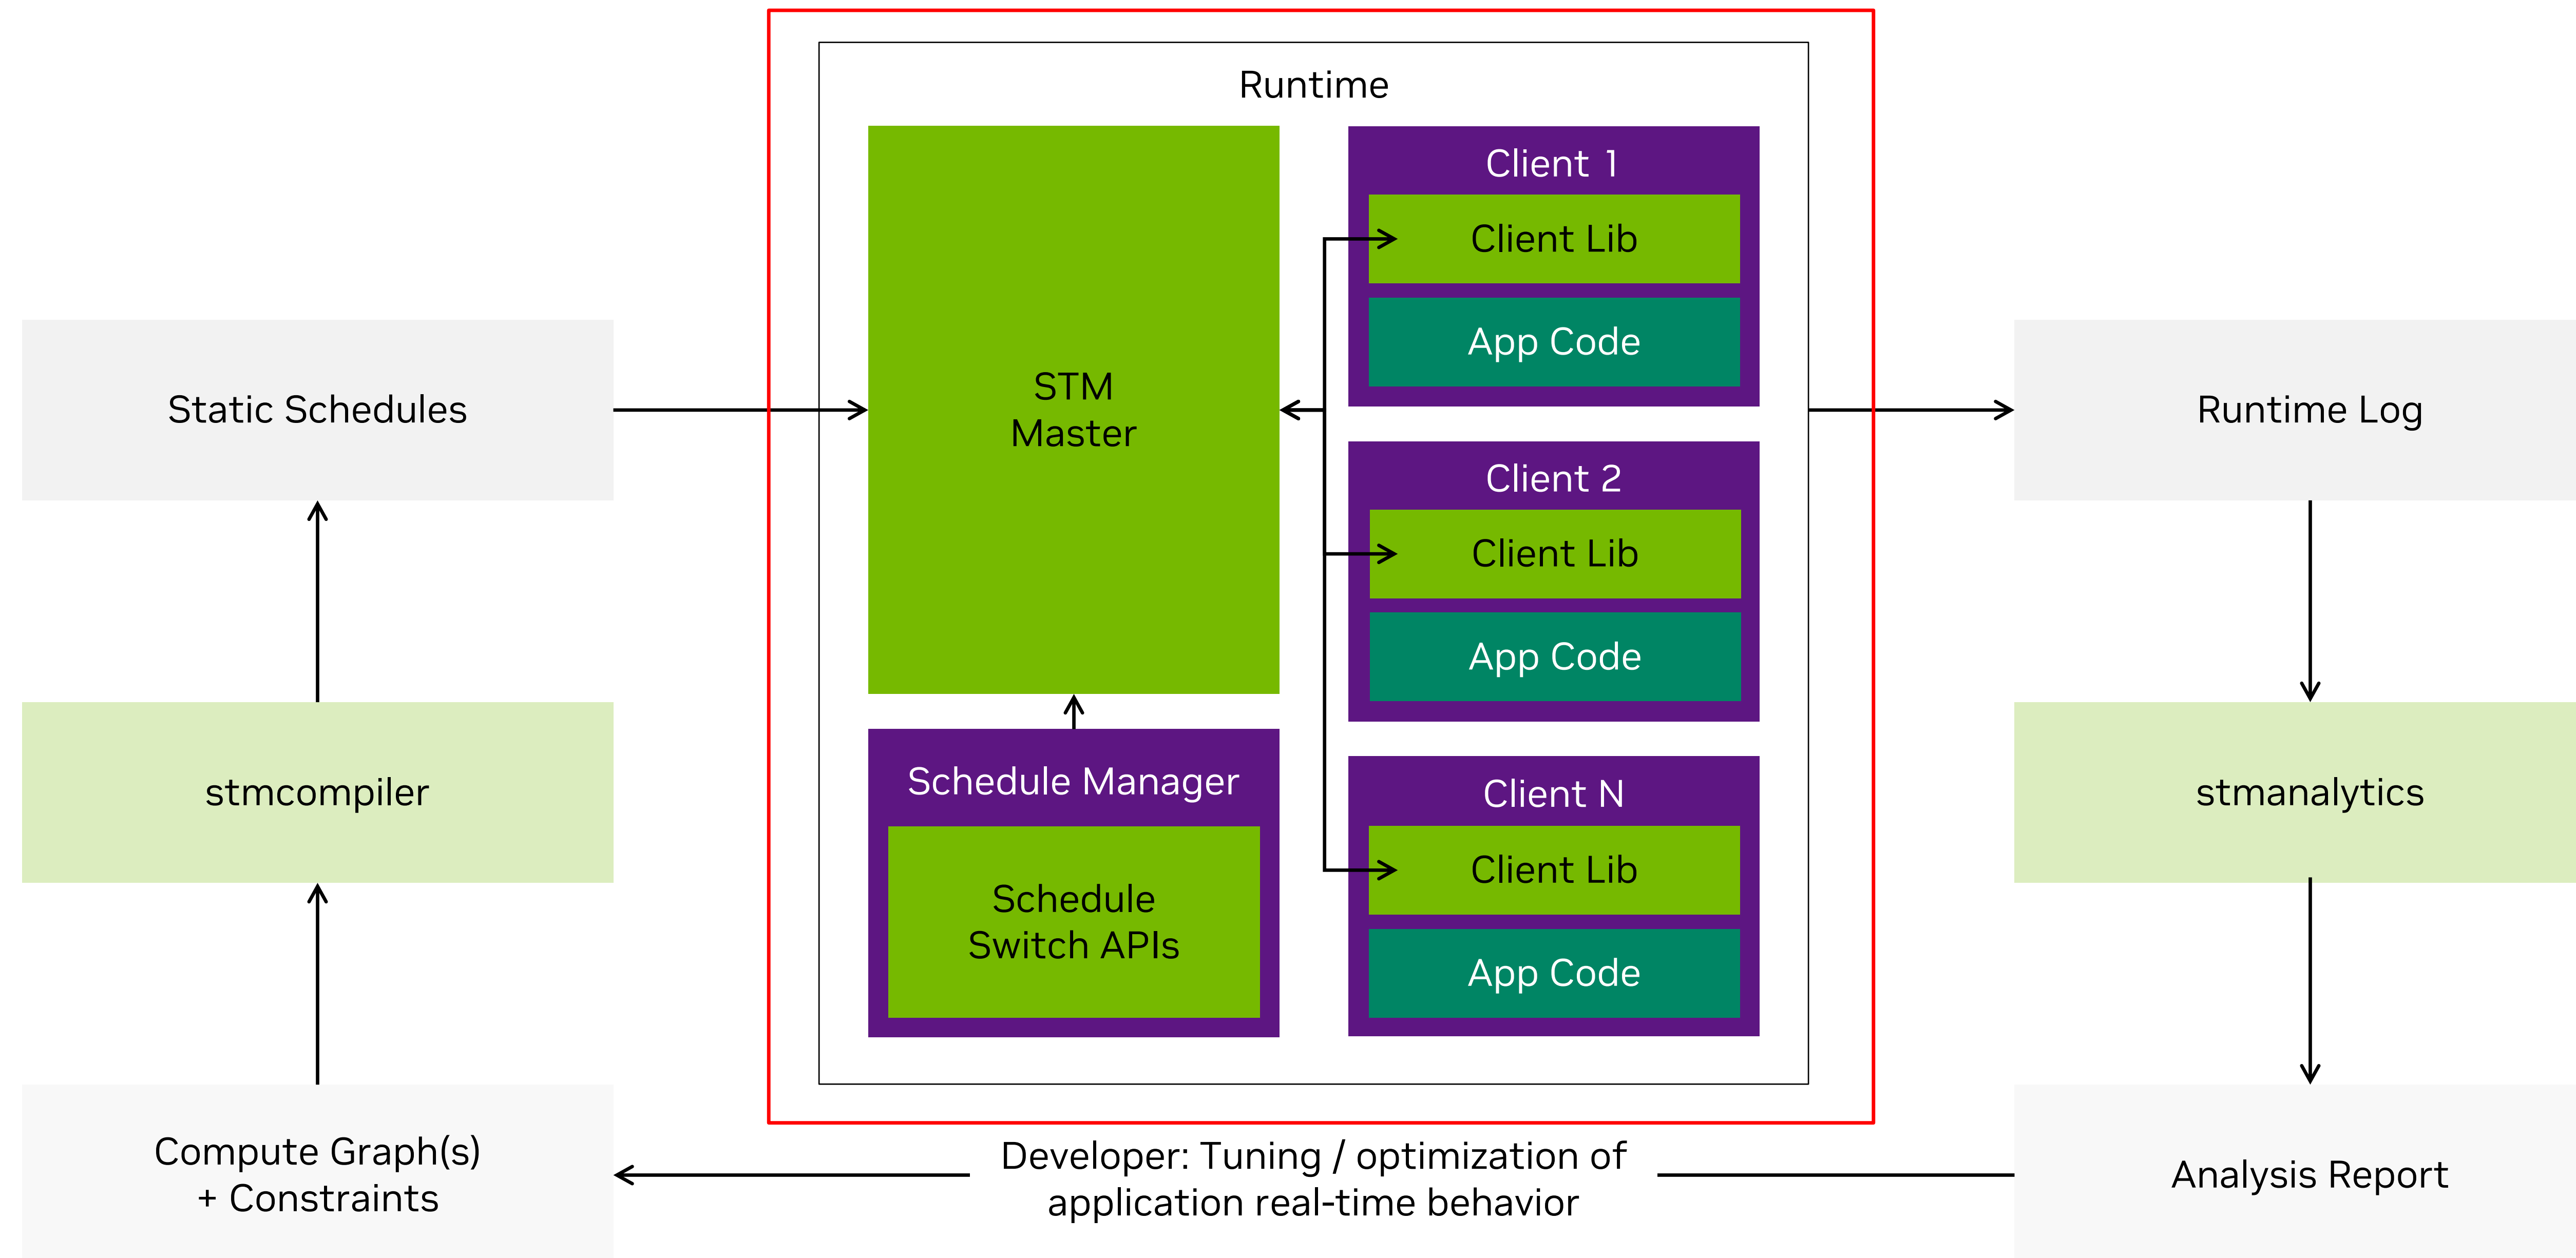 Runtime
Static Schedules
stmcompiler
Compute Graph(s)
+ Constraints
STM
Master
Schedule Manager
Schedule
Switch APIs
Client 1
Client Lib
App Code
Client 2
Client Lib
App Code
Client N
Client Lib
App Code
Runtime Log
stmanalytics
Analysis Report
Developer: Tuning / optimization of
application real-time behavior